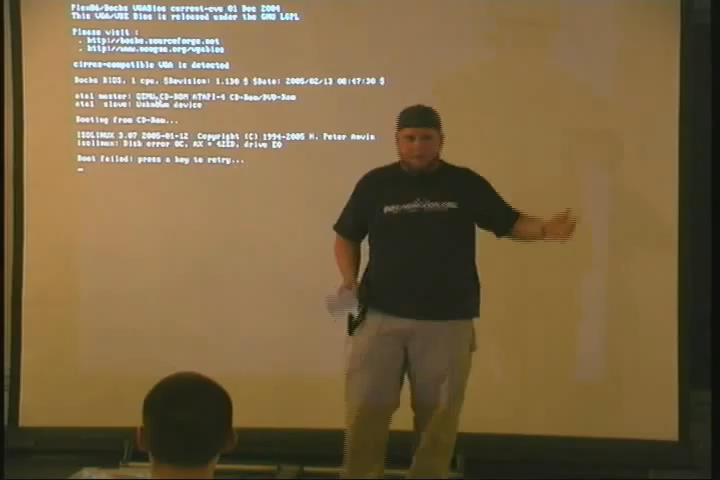 Plex86/Bochs VGABios current-cvs 01 Dec 2004
This VGA/VBE Bios is released under the GNU LGPL
Please visit :
. http://bochs.sourceforge.net
. http://www.nongnu.org/vgabios
cirrus-compatible VGA is detected
Bochs BIOS, 1 cpu, $Revision: 1.130 $ $Date: 2005/02/13 08:47:30 $
ata1 master: QEMU CD-ROM ATAPI-4 CD-Rom/DVD-Rom
ata1 slave: Unknown device
Booting from CD-Rom...
ISOLINUX 3.07 2005-01-12 Copyright (C) 1994-2005 H. Peter Anvin
isolinux: Disk error 0C, AX = 42ED, drive E0
Boot failed: press a key to retry...